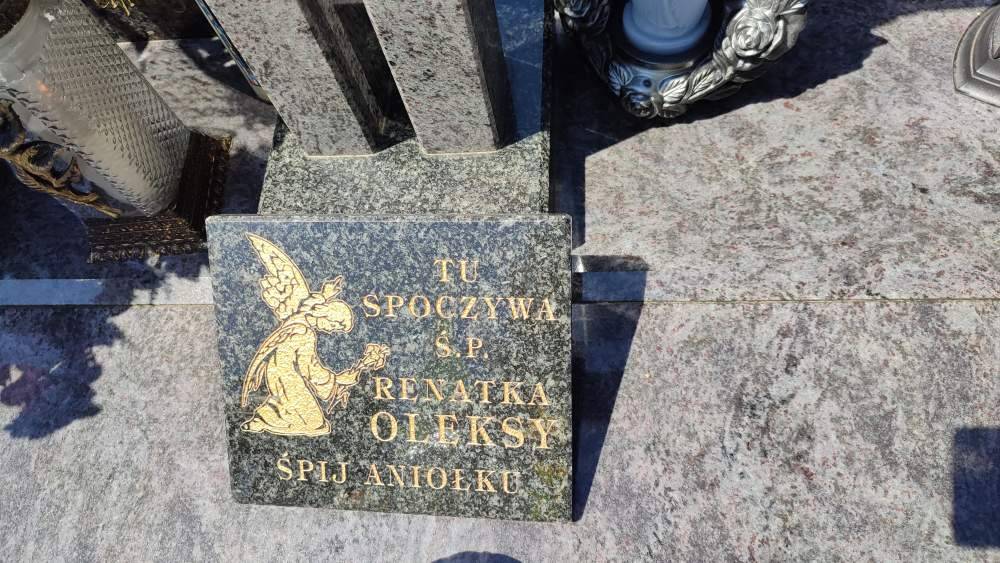 TU
SPOCZYWA
Ś.P.
RENATKA
OLEKSY
ŚPIJ ANIOŁKU